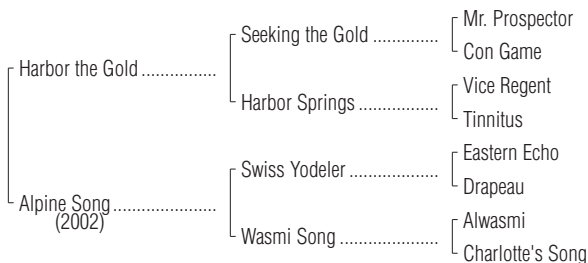 Mr. Prospector
Seeking the Gold ..............
Con Game
Harbor the Gold ................
Vice Regent
Harbor Springs .................
Tinnitus
Eastern Echo
Swiss Yodeler ...................
Drapeau
Alpine Song ......................
(2002)
Alwasmi
Wasmi Song .....................
Charlotte's Song